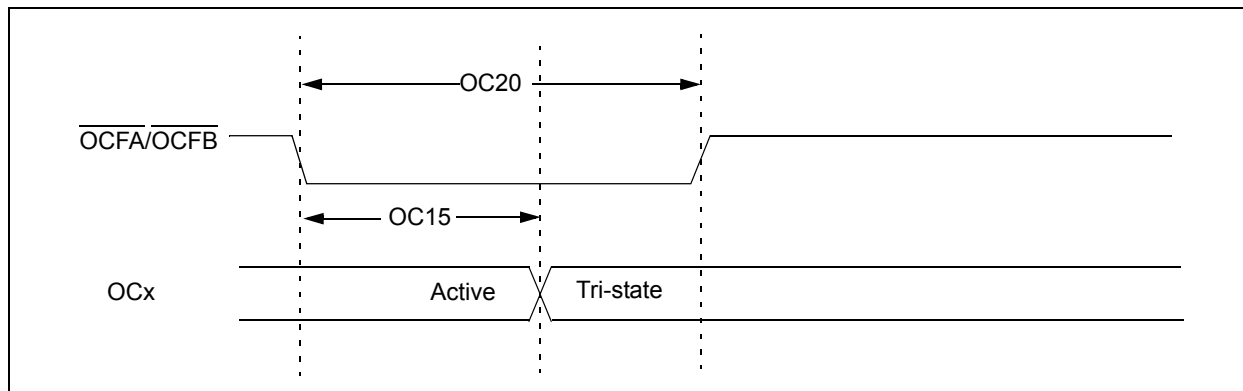 OC20
OCFA/OCFB
OC15
OCx
Active
Tri-state